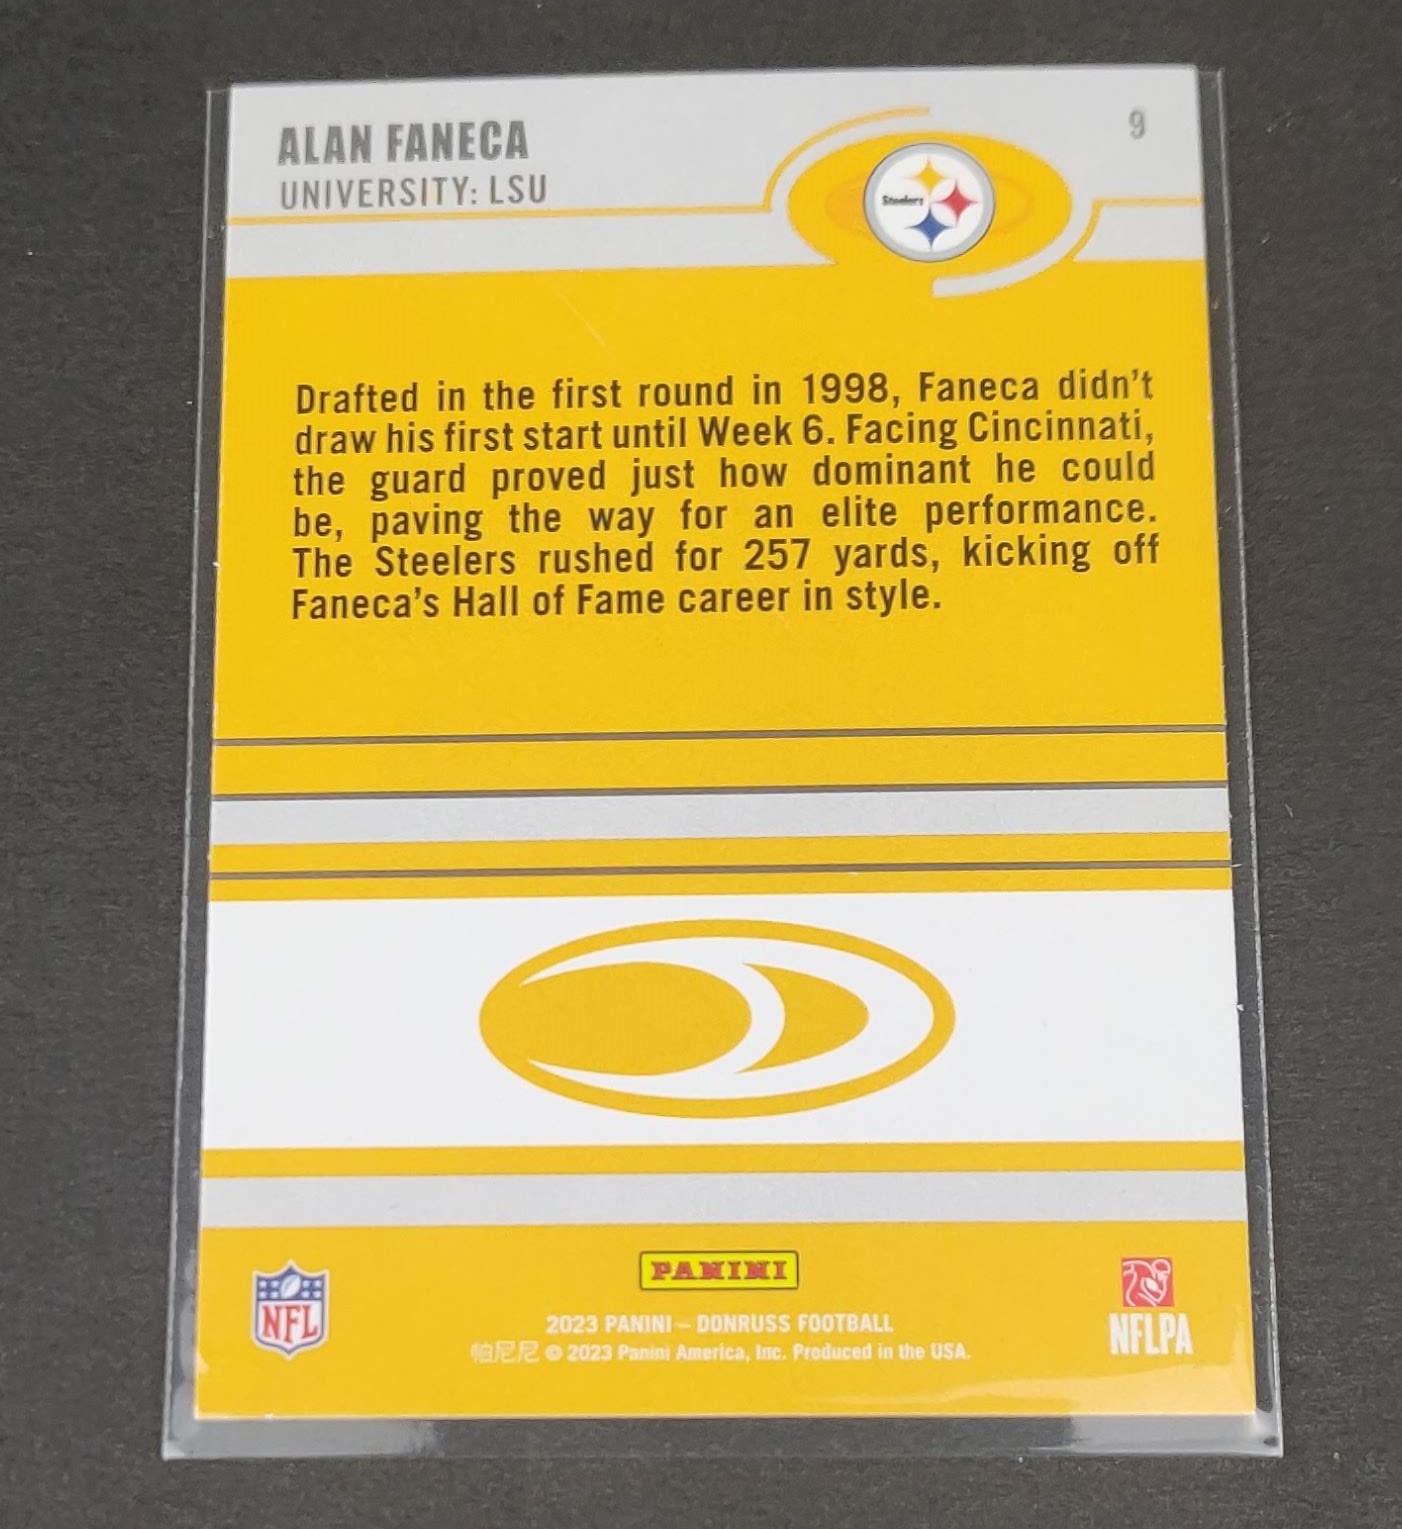 ALAN FANECA
9
UNIVERSITY: LSU
Steelers
Drafted in the first round in 1998, Faneca didn't
draw his first start until Week 6. Facing Cincinnati,
the guard proved just how dominant he could
be, paving the way for an elite performance.
The Steelers rushed for 257 yards, kicking off
Faneca's Hall of Fame career in style.
NFL
PANINI
NFLPA
2023 PANINI – DONRUSS FOOTBALL
帕尼尼 © 2023 Panini America, Inc. Produced in the USA.